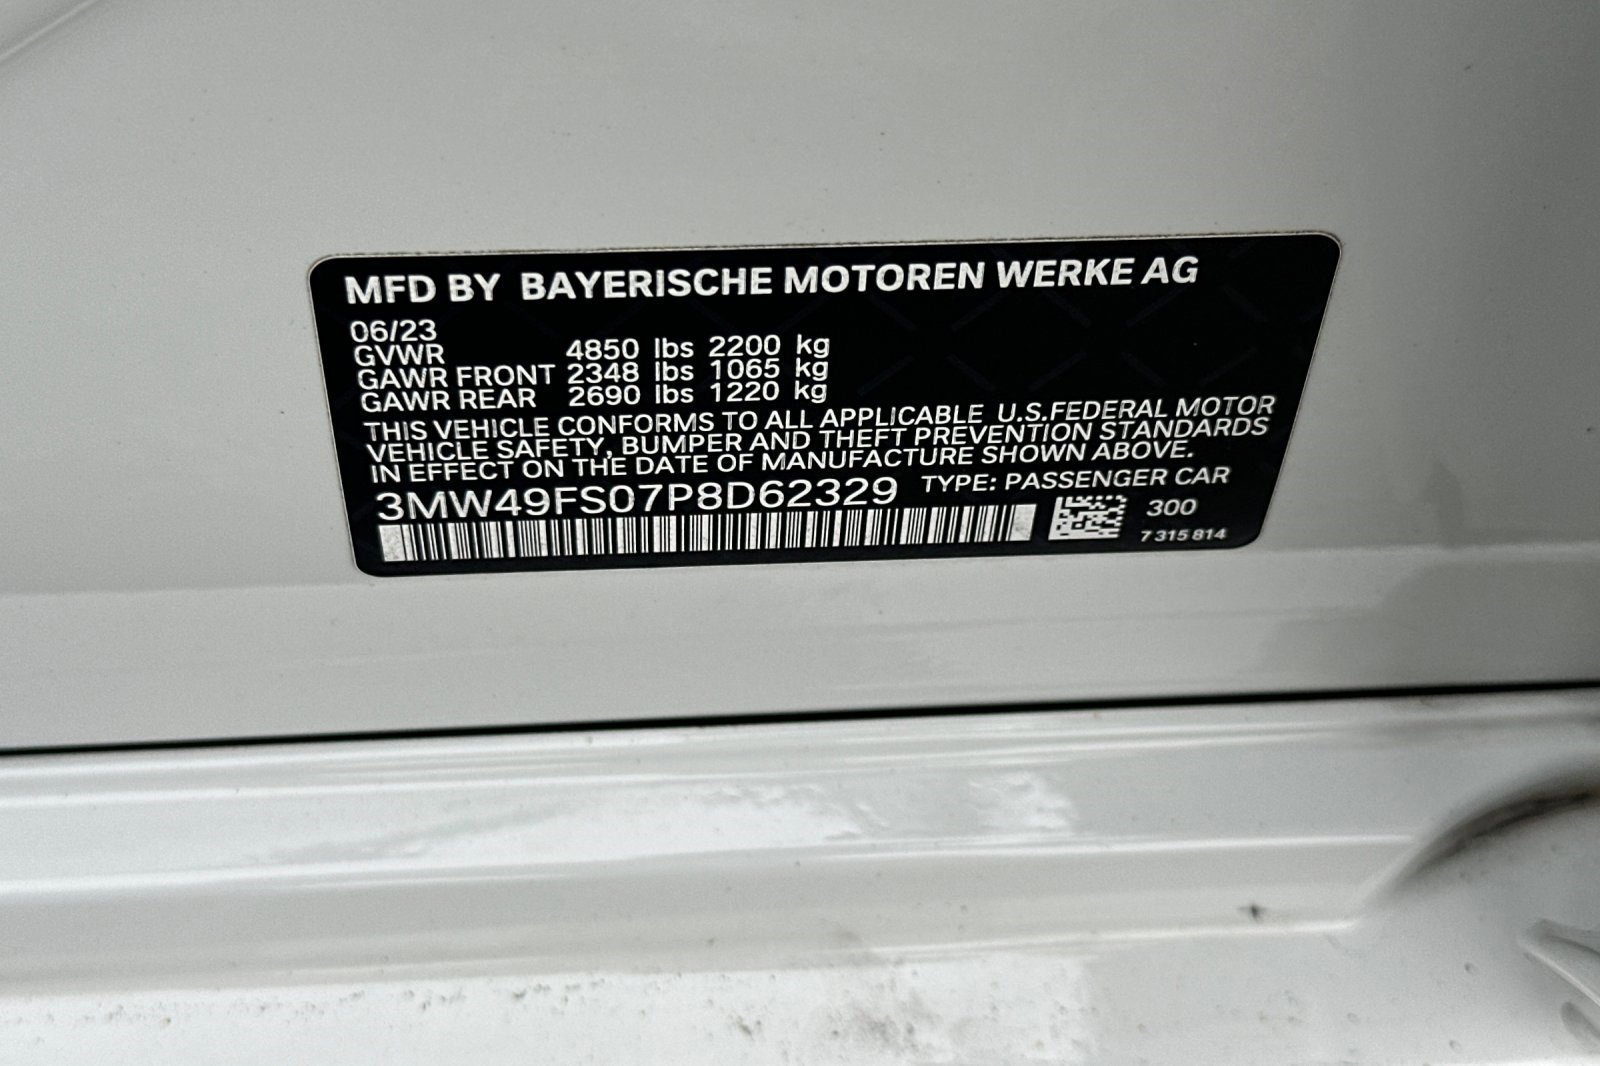 MFD BY BAYERISCHE MOTOREN WERKE AG
06/23
GVWR 4850 lbs 2200 kg
GAWR FRONT 2348 lbs 1065 kg
GAWR REAR 2690 lbs 1220 kg
THIS VEHICLE CONFORMS TO ALL APPLICABLE U.S.FEDERAL MOTOR
VEHICLE SAFETY, BUMPER AND THEFT PREVENTION STANDARDS
IN EFFECT ON THE DATE OF MANUFACTURE SHOWN ABOVE.
3MW49FS07P8D62329 TYPE: PASSENGER CAR
300
7 315 814